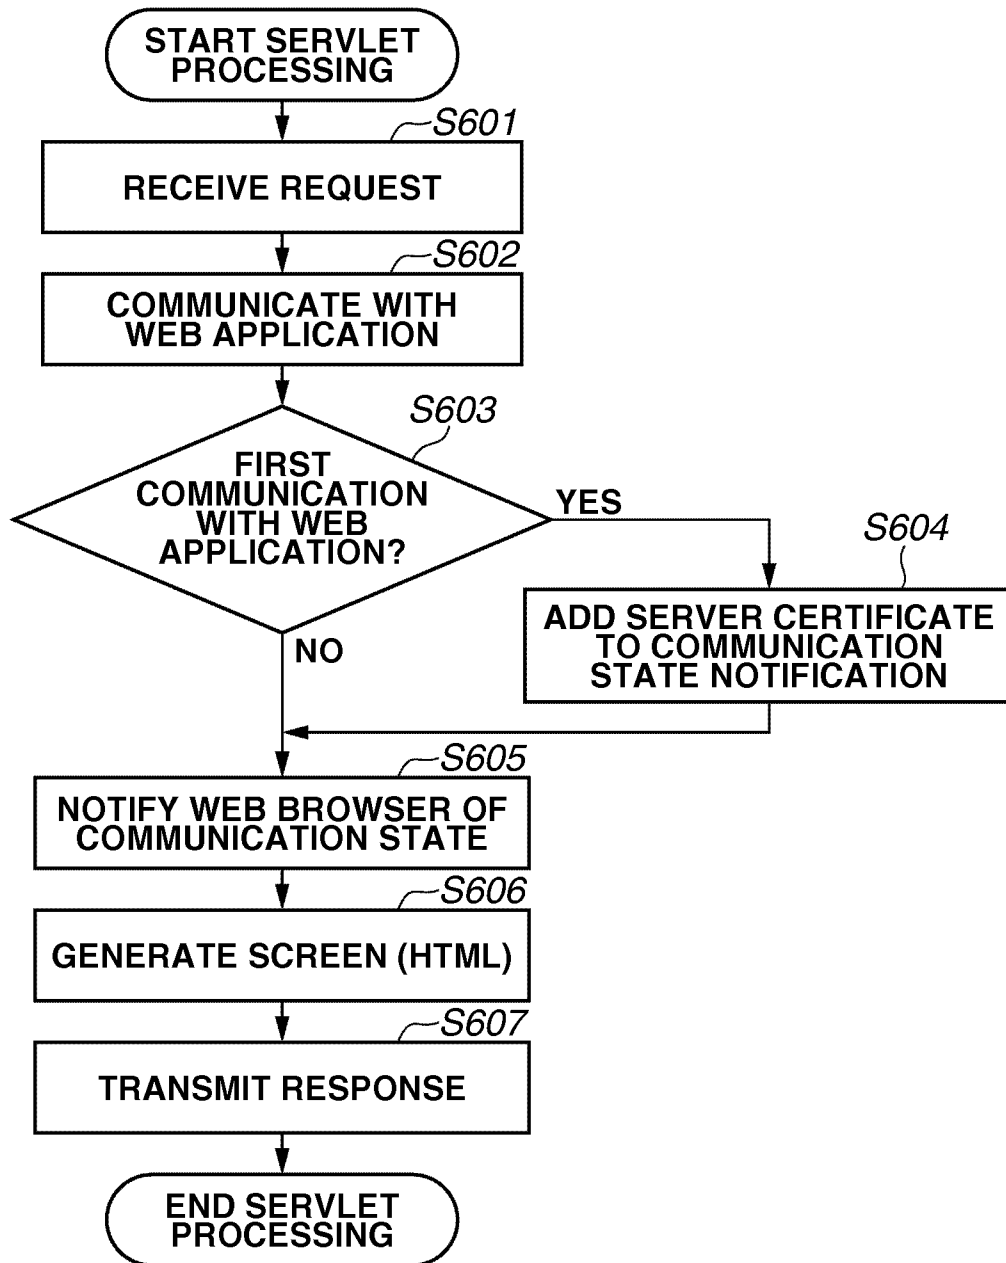 START SERVLET
PROCESSING
S601
RECEIVE REQUEST
S602
COMMUNICATE WITH
WEB APPLICATION
S603
FIRST
COMMUNICATION
WITH WEB
APPLICATION?
YES
S604
ADD SERVER CERTIFICATE
TO COMMUNICATION
STATE NOTIFICATION
NO
S605
NOTIFY WEB BROWSER OF
COMMUNICATION STATE
S606
GENERATE SCREEN (HTML)
S607
TRANSMIT RESPONSE
END SERVLET
PROCESSING